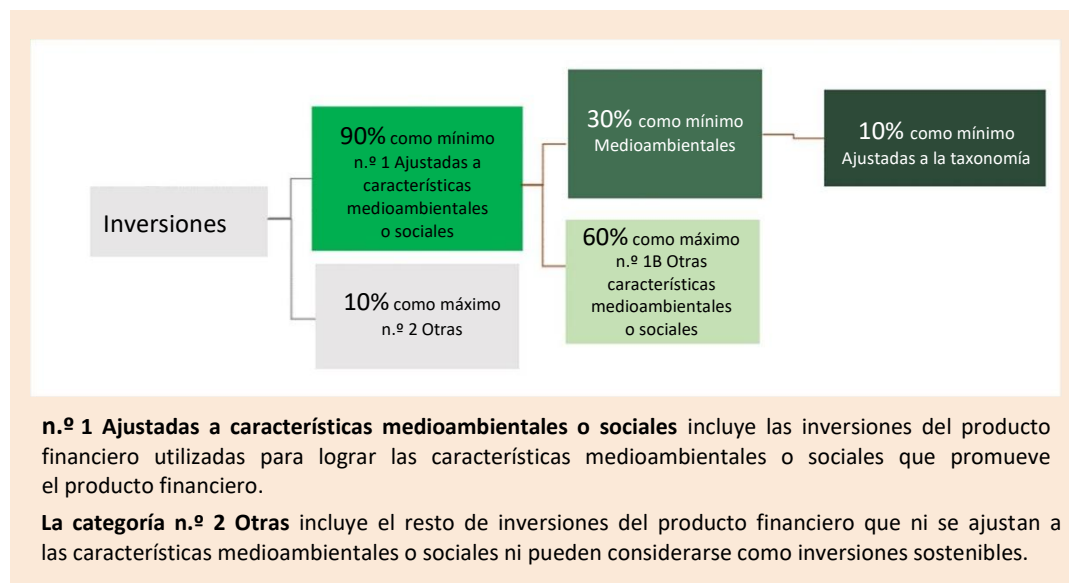 Inversiones
90% como mínimo
n.º 1 Ajustadas a
características
medioambientales
o sociales
10% como máximo
n.º 2 Otras
30% como mínimo
Medioambientales
60% como máximo
n.º 1B Otras
características
medioambientales
o sociales
10% como mínimo
Ajustadas a la taxonomía
n.º 1 Ajustadas a características medioambientales o sociales incluye las inversiones del producto
financiero utilizadas para lograr las características medioambientales o sociales que promueve
el producto financiero.
La categoría n.º 2 Otras incluye el resto de inversiones del producto financiero que ni se ajustan a
las características medioambientales o sociales ni pueden considerarse como inversiones sostenibles.